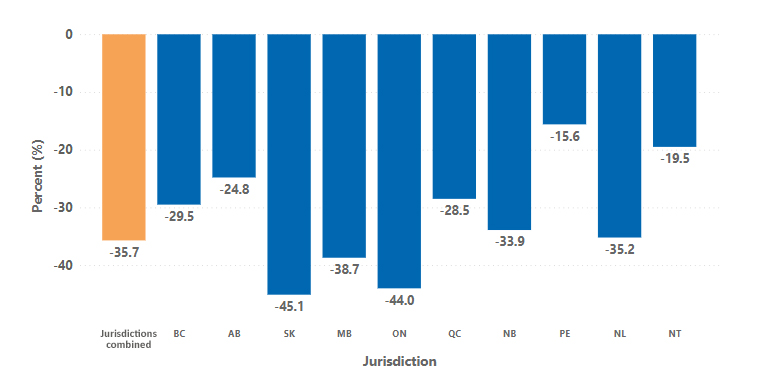 0
-10
-20
-30
-40
Percent (%)
-35.7
-29.5
-24.8
-45.1
-38.7
-44.0
-28.5
-33.9
-15.6
-35.2
-19.5
Jurisdictions
combined
BC
AB
SK
MB
ON
QC
NB
PE
NL
NT
Jurisdiction